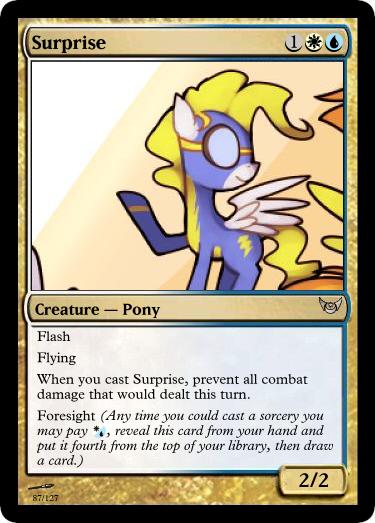 Surprise 1
Creature — Pony
Flash
Flying
When you cast Surprise, prevent all combat
damage that would dealt this turn.
Foresight (Any time you could cast a sorcery you
may pay , reveal this card from your hand and
put it fourth from the top of your library, then draw
a card.)
2/2
87/127